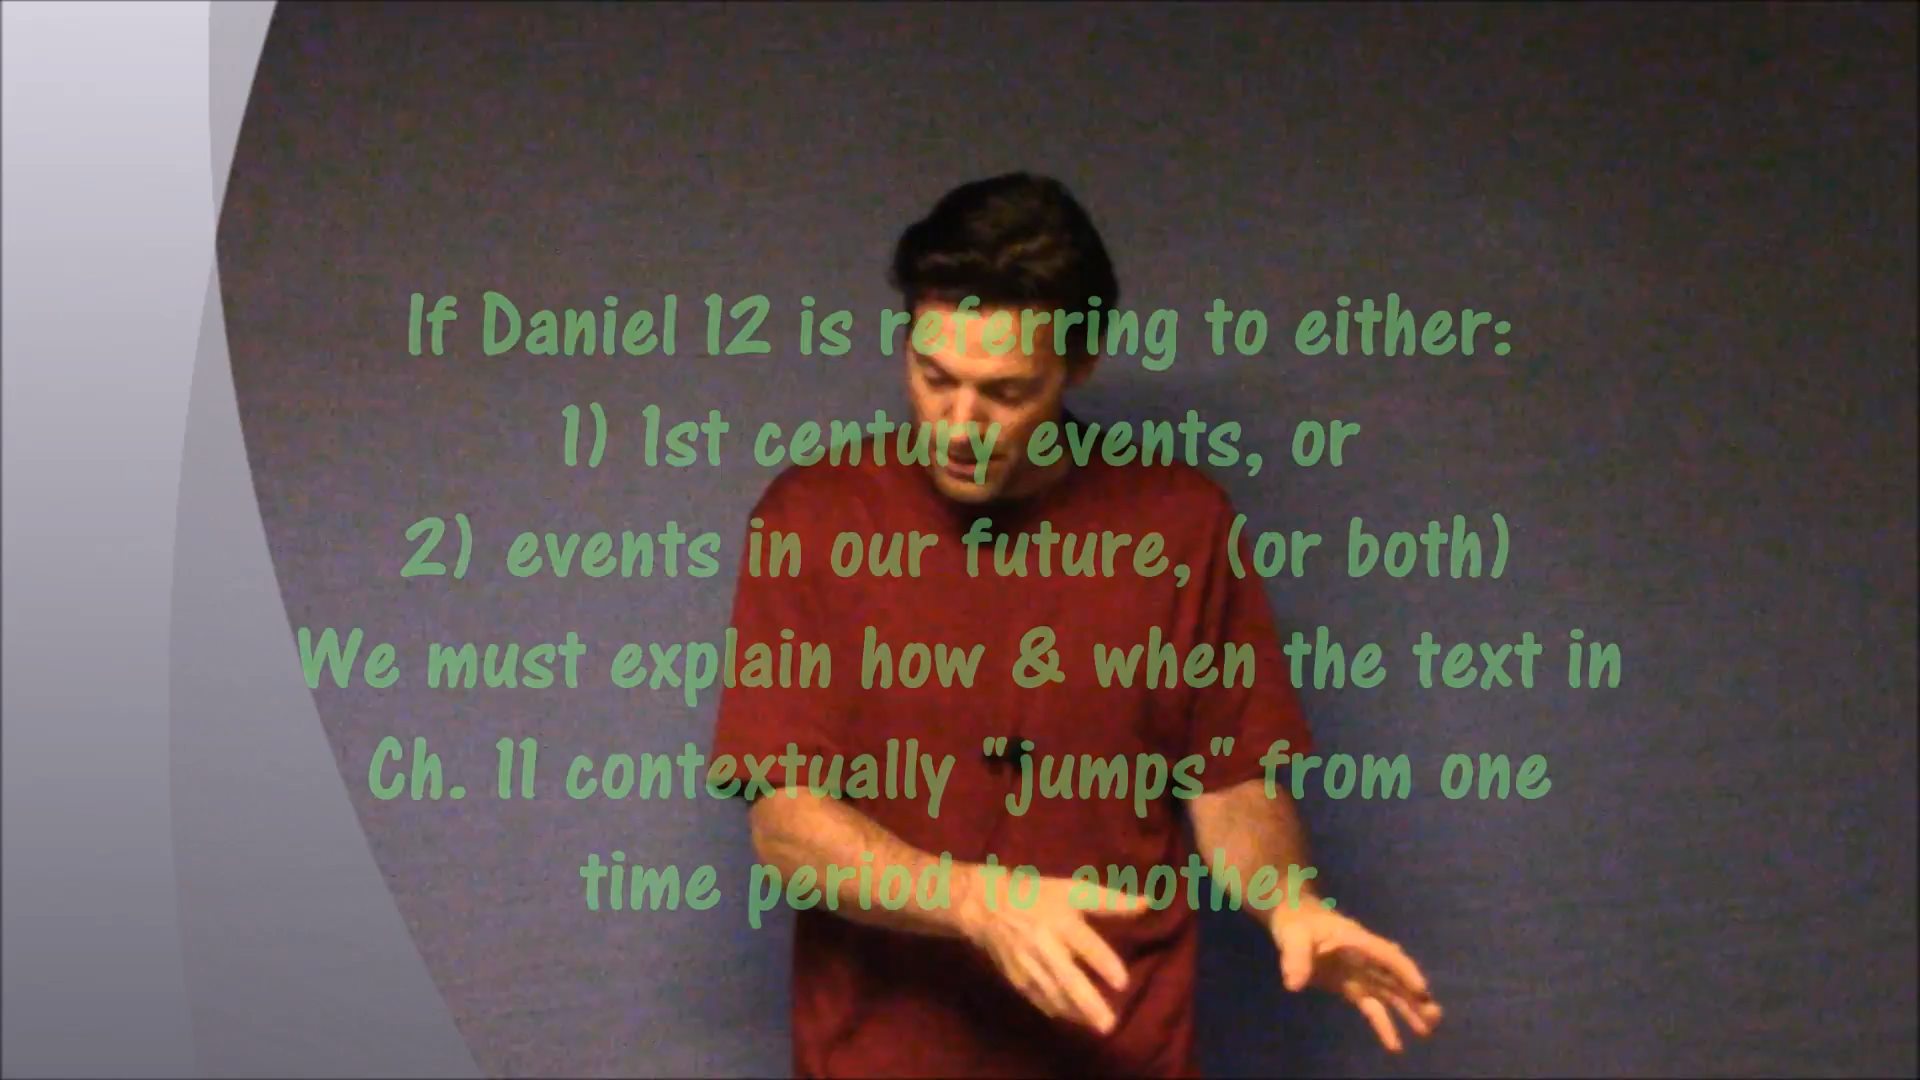 If Daniel 12 is referring to either:
1) 1st century events, or
2) events in our future, (or both)
We must explain how & when the text in
Ch. 11 contextually "jumps" from one
time period to another.